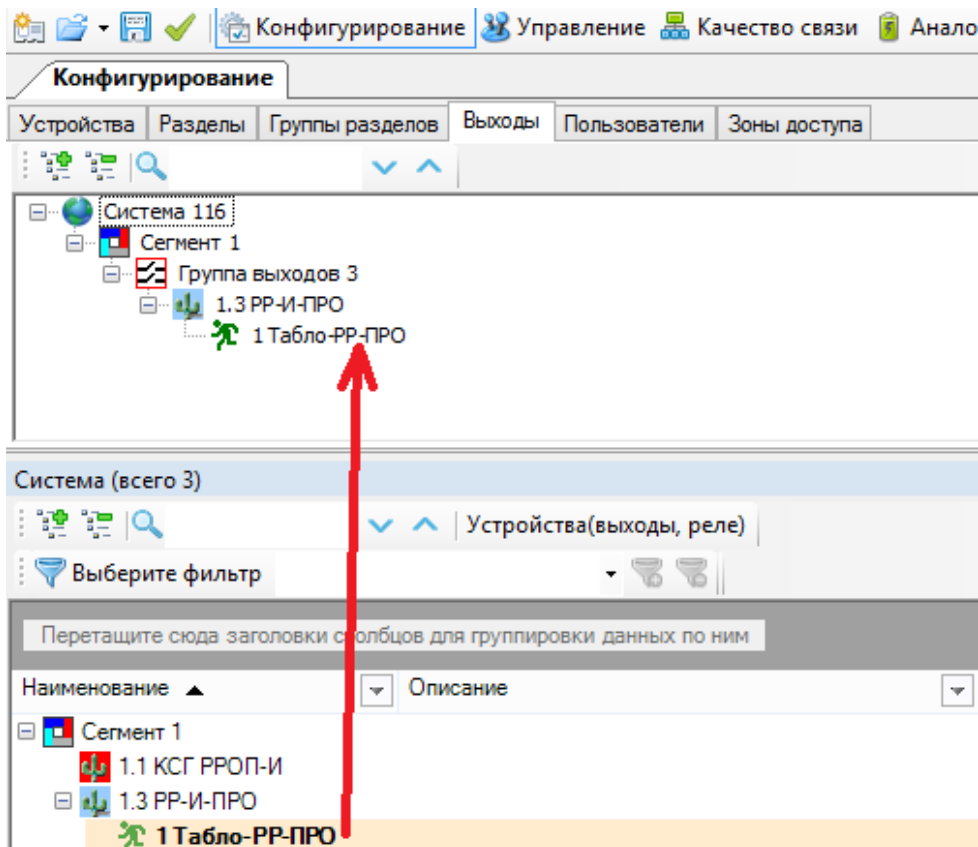 Конфигурирование Управление Качество связи Анало
Конфигурирование
Устройства Разделы Группы разделов Выходы Пользователи Зоны доступа
Система 116
Сегмент 1
Группа выходов 3
1.3 РР-И-ПРО
1 Табло-РР-ПРО
Система (всего 3)
Устройства(выходы, реле)
Выберите фильтр
Перетащите сюда заголовки столбцов для группировки данных по ним
Наименование Описание
Сегмент 1
1.1 КСГ РРОП-И
1.3 РР-И-ПРО
1 Табло-РР-ПРО